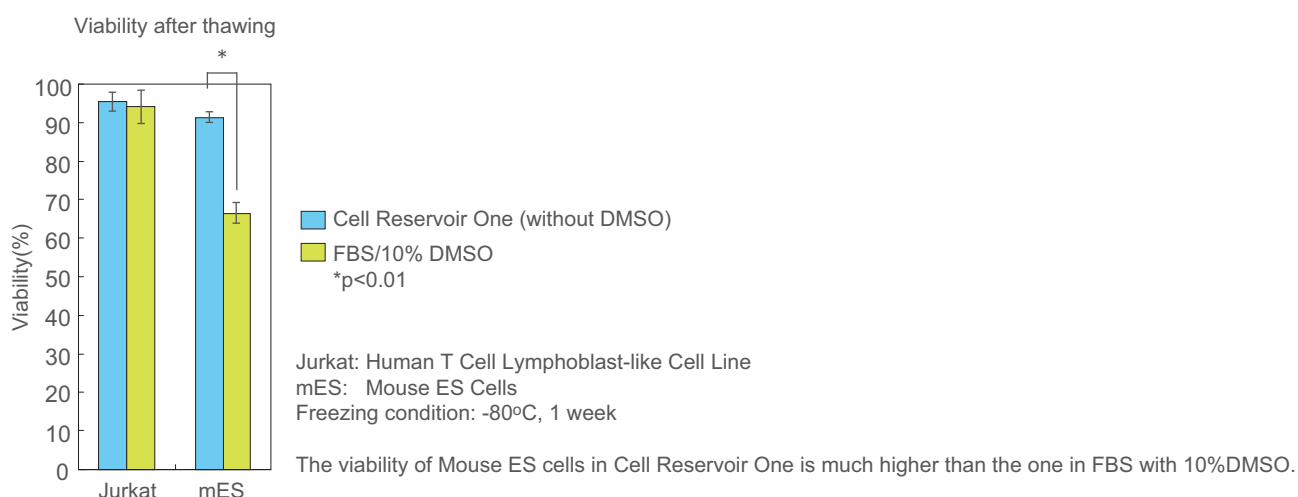 Viability after thawing
*
100
90
80
70
60
50
40
30
20
10
0
Viability(%)
Jurkat mES
Cell Reservoir One (without DMSO)
FBS/10% DMSO
*p<0.01
Jurkat: Human T Cell Lymphoblast-like Cell Line
mES: Mouse ES Cells
Freezing condition: -80ºC, 1 week
The viability of Mouse ES cells in Cell Reservoir One is much higher than the one in FBS with 10%DMSO.